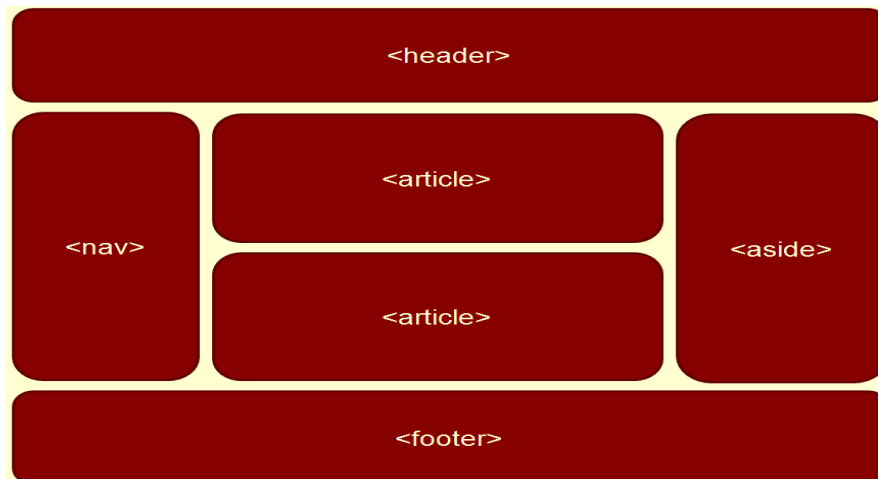 <header>
<article>
<nav>
<aside>
<article>
<footer>